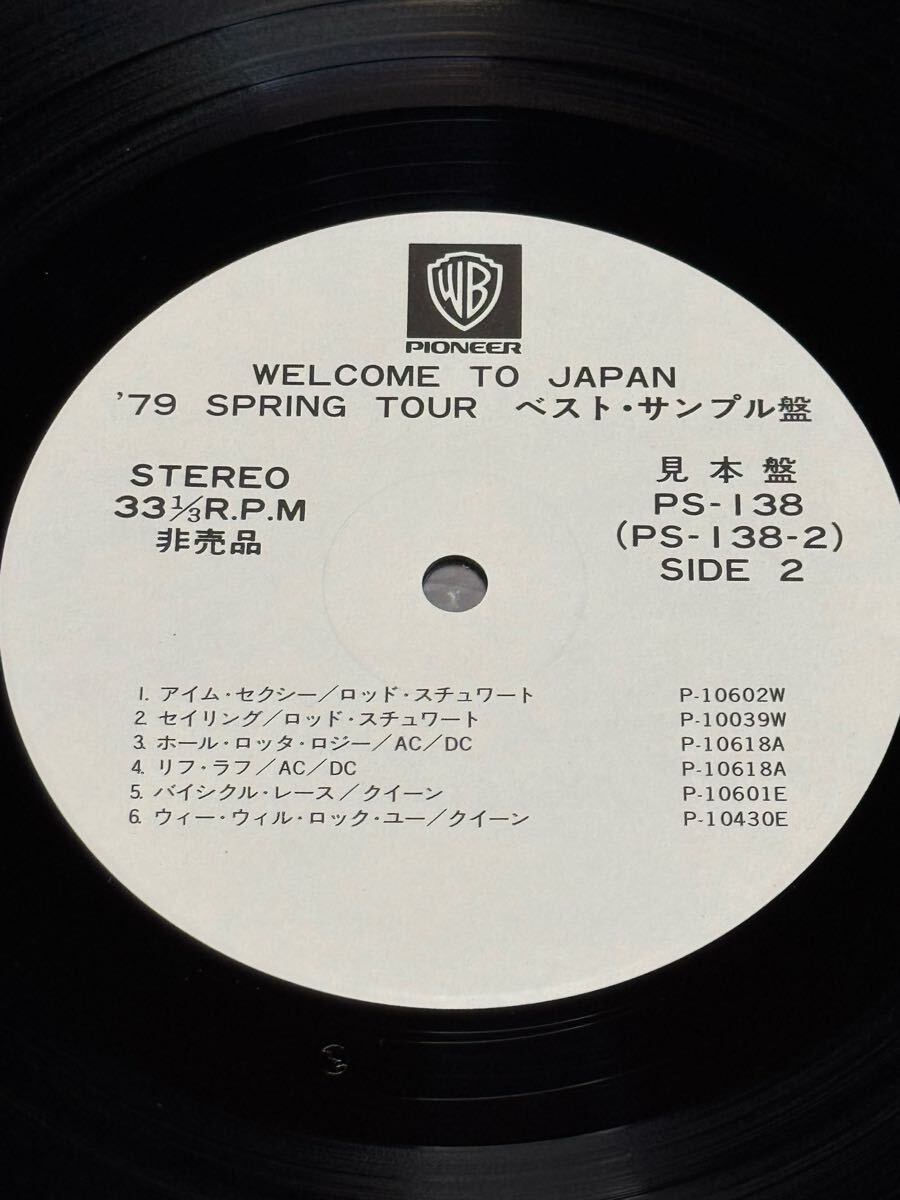 WB
PIONEER
WELCOME TO JAPAN
'79 SPRING TOUR ベスト・サンプル盤
STEREO
33⅓R.P.M
非売品
見本盤
PS-138
(PS-138-2)
SIDE 2
1. アイム・セクシー/ロッド・スチュワート P-10602W
2. セイリング/ロッド・スチュワート P-10039W
3. ホール・ロッタ・ロジー/AC/DC P-10618A
4. リフ・ラフ/AC/DC P-10618A
5. バイシクル・レース/クイーン P-10601E
6. ウィー・ウィル・ロック・ユー/クイーン P-10430E